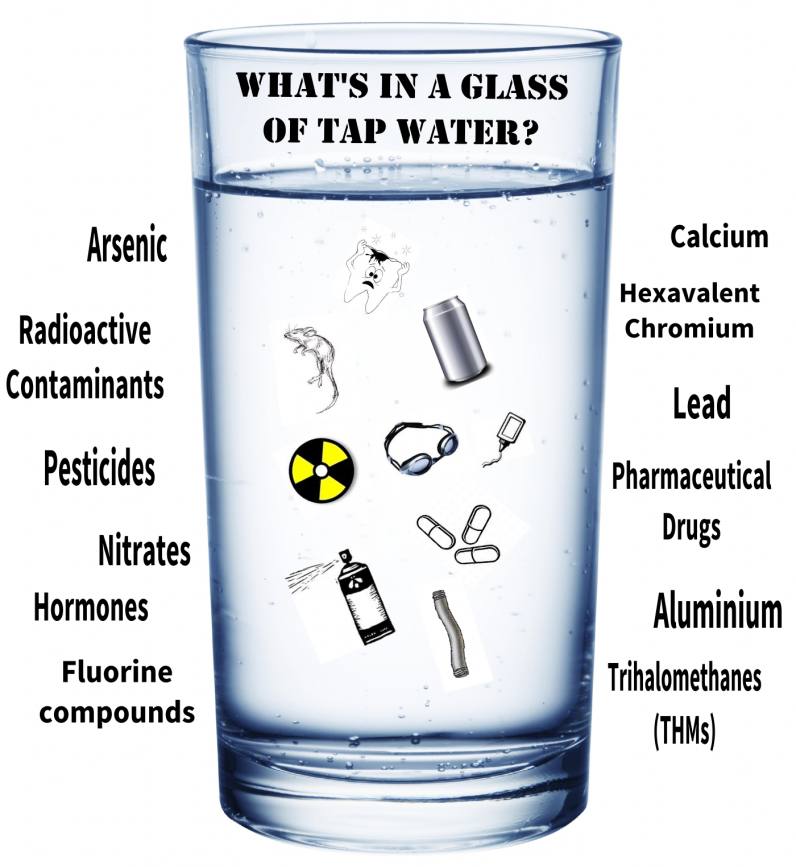 WHAT'S IN A GLASS
OF TAP WATER?
Arsenic
Radioactive
Contaminants
Pesticides
Nitrates
Hormones
Fluorine
compounds
Calcium
Hexavalent
Chromium
Lead
Pharmaceutical
Drugs
Aluminium
Trihalomethanes
(THMs)